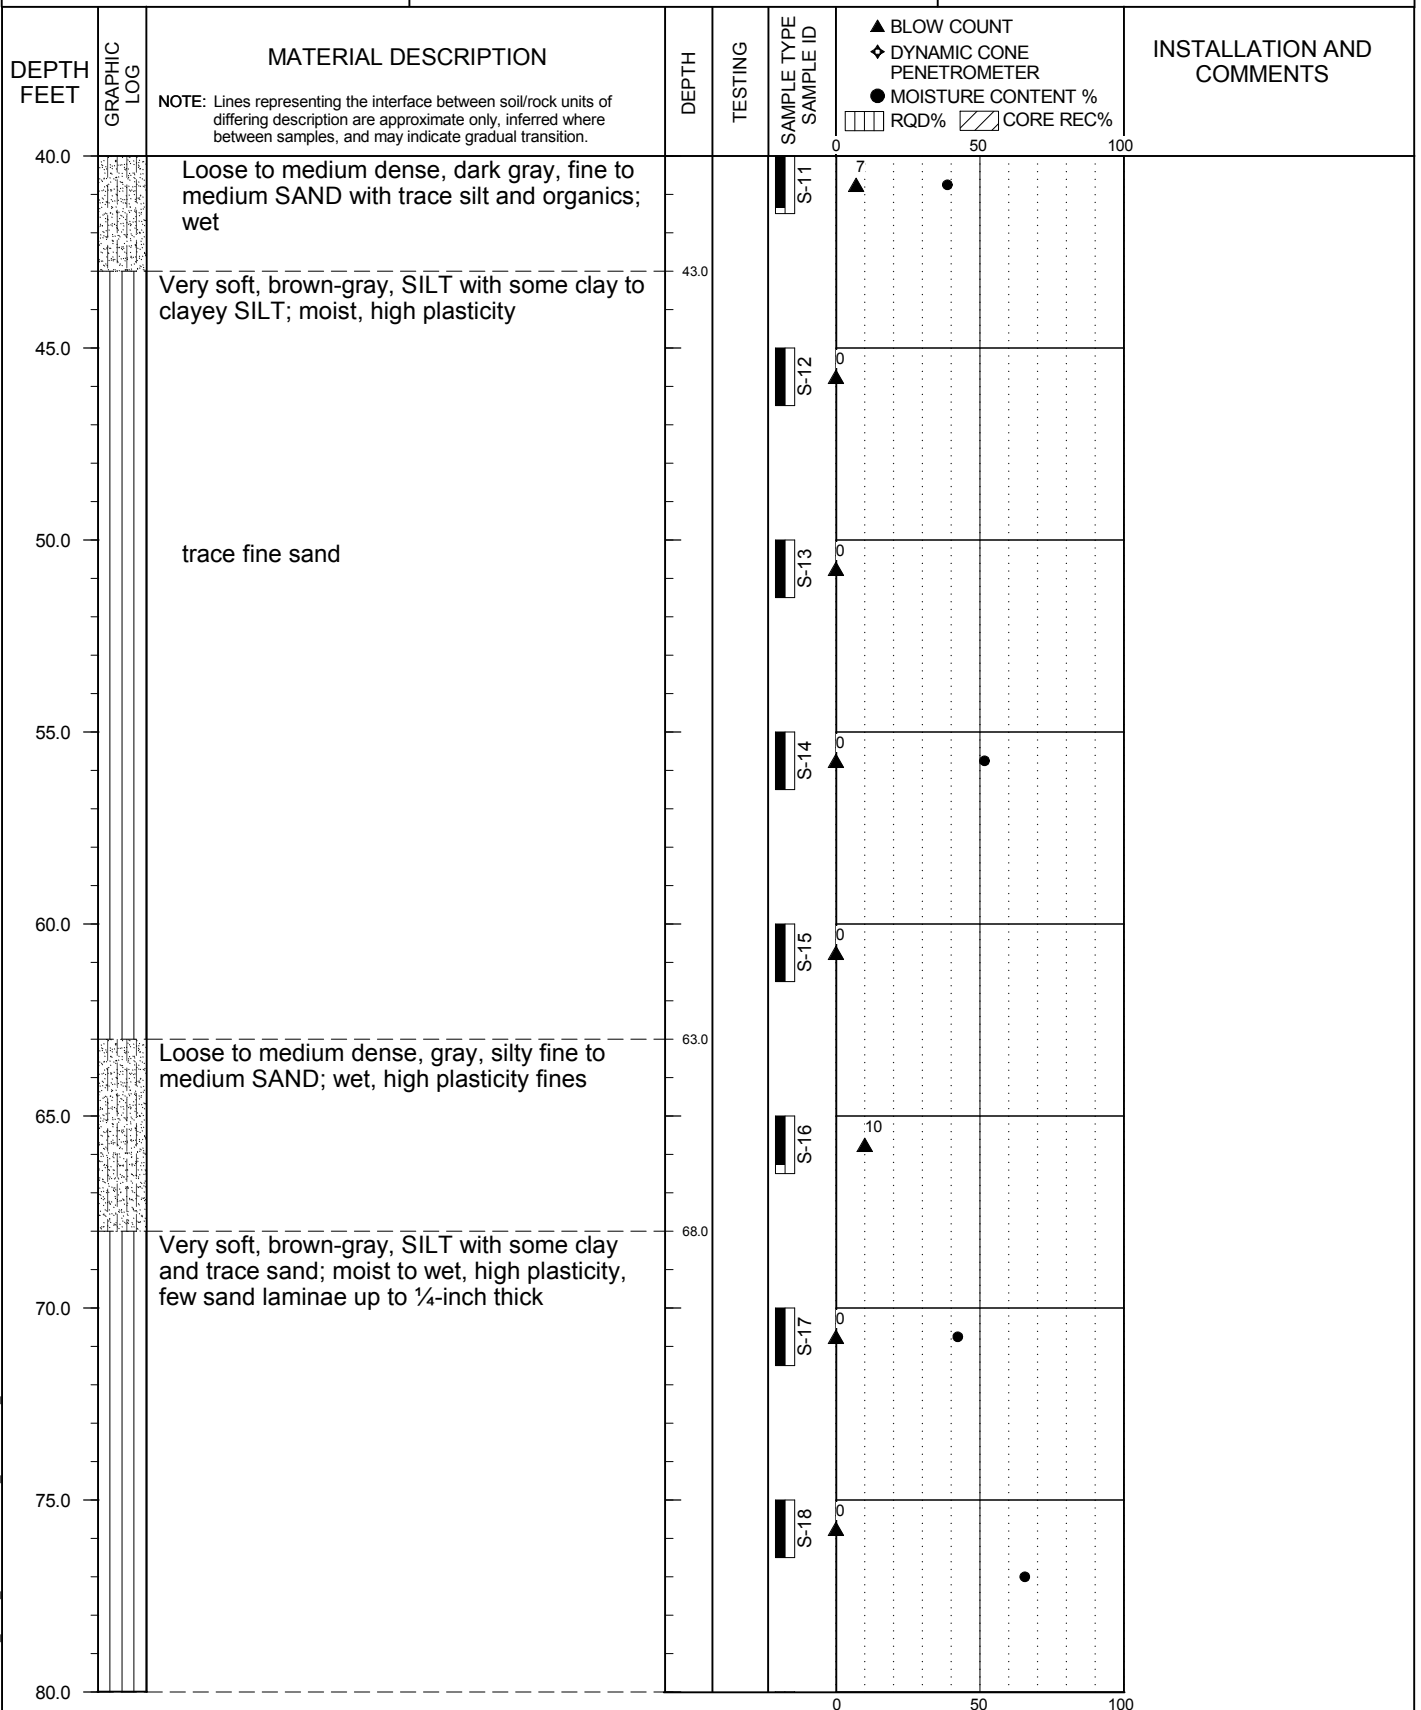 DEPTH
FEET
GRAPHIC
LOG
MATERIAL DESCRIPTION
NOTE: Lines representing the interface between soil/rock units of
differing description are approximate only, inferred where
between samples, and may indicate gradual transition.
DEPTH
TESTING
SAMPLE TYPE
SAMPLE ID
BLOW COUNT
DYNAMIC CONE
PENETROMETER
MOISTURE CONTENT %
RQD% CORE REC%
0 50 100
INSTALLATION AND
COMMENTS
40.0
Loose to medium dense, dark gray, fine to
medium SAND with trace silt and organics;
wet
S-11
7
43.0
Very soft, brown-gray, SILT with some clay to
clayey SILT; moist, high plasticity
45.0
S-12
0
50.0
trace fine sand
S-13
0
55.0
S-14
0
60.0
S-15
0
63.0
Loose to medium dense, gray, silty fine to
medium SAND; wet, high plasticity fines
65.0
S-16
10
68.0
Very soft, brown-gray, SILT with some clay
and trace sand; moist to wet, high plasticity,
few sand laminae up to ¼-inch thick
70.0
S-17
0
75.0
S-18
0
80.0
0 50 100